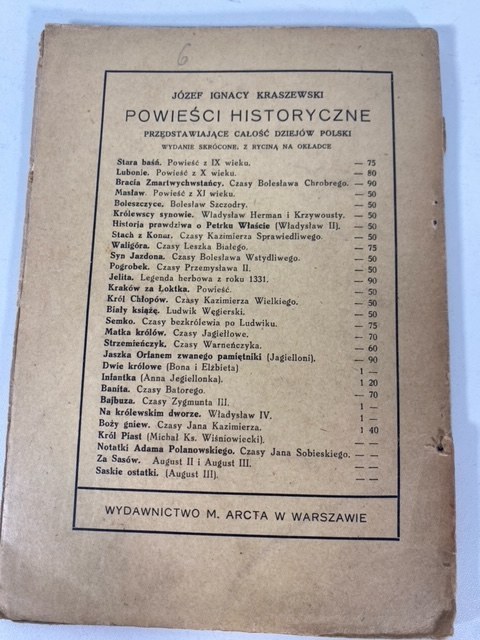 6
JÓZEF IGNACY KRASZEWSKI
POWIEŚCI HISTORYCZNE
PRZEDSTAWIAJĄCE CAŁOŚĆ DZIEJÓW POLSKI
WYDANIE SKRÓCONE, Z RYCINĄ NA OKŁADCE
Stara baśń. Powieść z IX wieku. — 75
Lubonie. Powieść z X wieku. — 80
Bracia Zmartwychwstańcy. Czasy Bolesława Chrobrego. — 90
Masław. Powieść z XI wieku. — 50
Boleszczyce. Bolesław Szczodry. — 50
Królewscy synowie. Władysław Herman i Krzywousty. — 50
Historja prawdziwa o Petrku Właście (Władysław II). — 50
Stach z Konar. Czasy Kazimierza Sprawiedliwego — 50
Waligóra. Czasy Leszka Białego. — 75
Syn Jazdona. Czasy Bolesława Wstydliwego. — 50
Pogrobek. Czasy Przemysława II. — 50
Jelita. Legenda herbowa z roku 1331. — 90
Kraków za Łoktka. Powieść. — 50
Król Chłopów. Czasy Kazimierza Wielkiego. — 50
Biały książę. Ludwik Węgierski. — 50
Semko. Czasy bezkrólewia po Ludwiku. — 75
Matka królów. Czasy Jagiełłowe. — 70
Strzemieńczyk. Czasy Warneńczyka. — 60
Jaszka Orfanem zwanego pamiętniki (Jagielloni). — 90
Dwie królowe (Bona i Elżbieta) 1 —
Infantka (Anna Jegiellonka). 1 20
Banita. Czasy Batorego. — 70
Bajbuza. Czasy Zygmunta III. 1 —
Na królewskim dworze. Władysław IV. 1 —
Boży gniew. Czasy Jana Kazimierza. 1 40
Król Piast (Michał Ks. Wiśniowiecki). — —
Notatki Adama Polanowskiego. Czasy Jana Sobieskiego. — —
Za Sasów. August II i August III. — —
Saskie ostatki. (August III). — —
WYDAWNICTWO M. ARCTA W WARSZAWIE